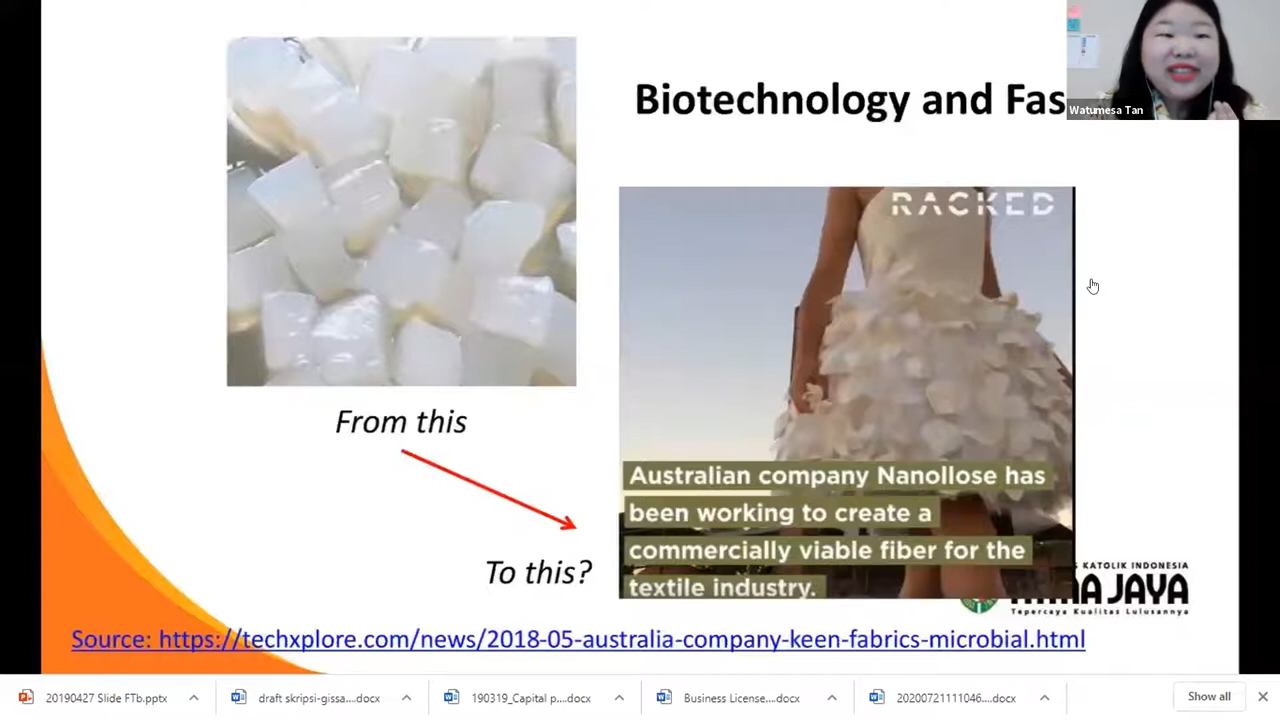 Biotechnology and Fas
Watumesa Tan
RACKED
From this
To this?
Australian company Nanollose has
been working to create a
commercially viable fiber for the
textile industry.
KATOLIK INDONESIA
JAYA
Tepercaya Kualitas Lulusannya
Source: https://techxplore.com/news/2018-05-australia-company-keen-fabrics-microbial.html
20190427 Slide FTb.pptx
draft skripsi-gissa....docx
190319_Capital p....docx
Business License....docx
20200721111046....docx
Show all